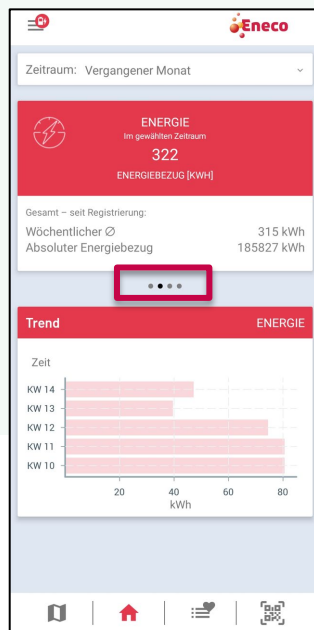 Eneco
Zeitraum: Vergangener Monat
ENERGIE
Im gewählten Zeitraum
322
ENERGIEBEZUG [KWH]
Gesamt – seit Registrierung:
Wöchentlicher Ø 315 kWh
Absoluter Energiebezug 185827 kWh
Trend ENERGIE
Zeit
KW 14
KW 13
KW 12
KW 11
KW 10
20 40 60 80
kWh